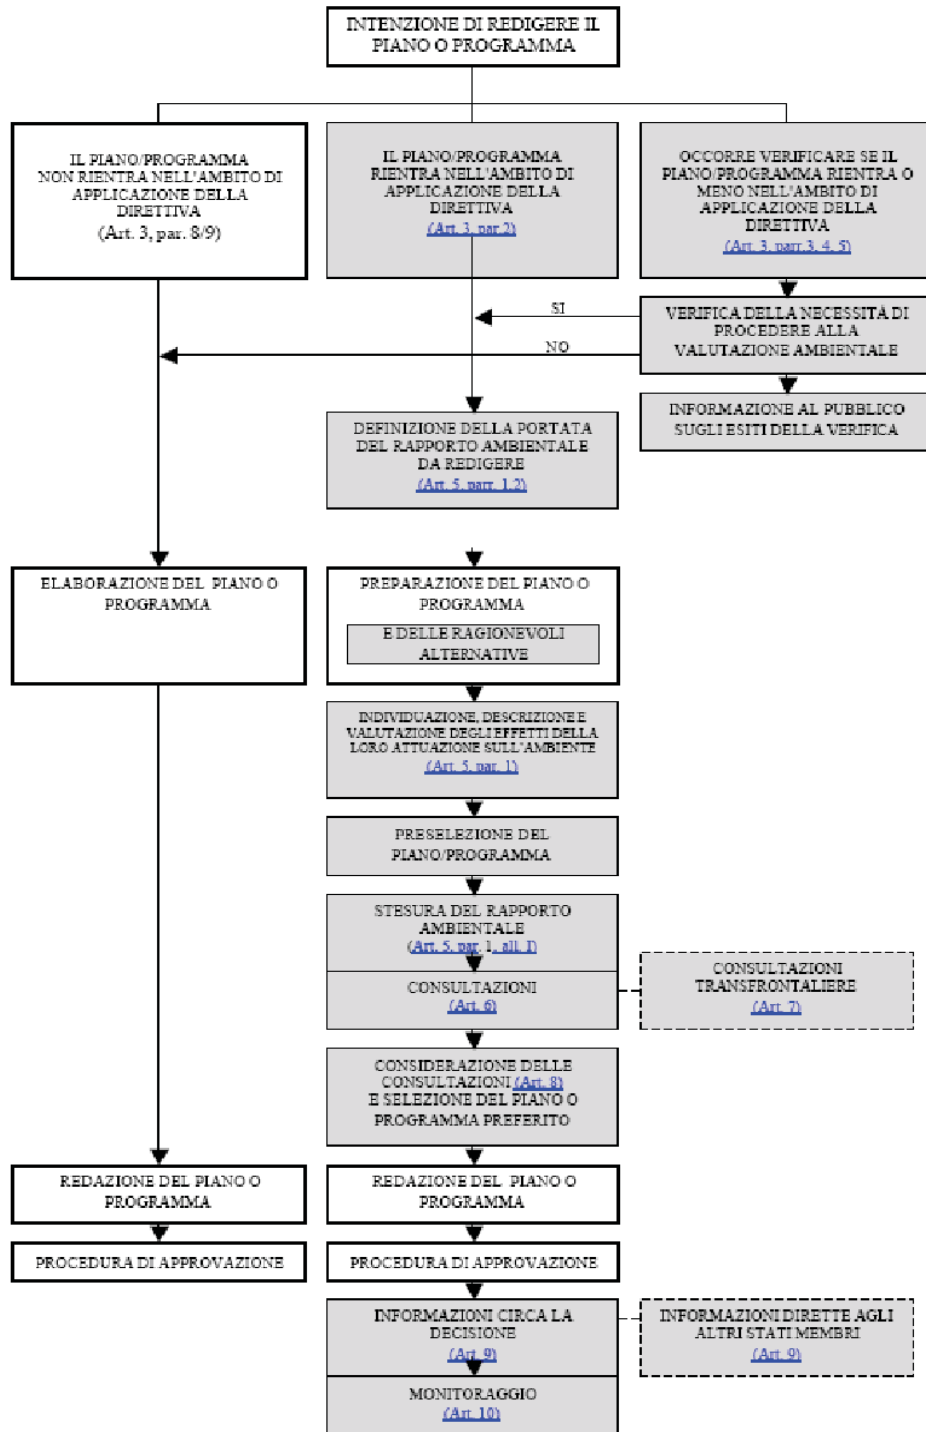 INTENZIONE DI REDIGERE IL
PIANO O PROGRAMMA
IL PIANO/PROGRAMMA
NON RIENTRA NELL'AMBITO DI
APPLICAZIONE DELLA
DIRETTIVA
(Art. 3, par. 8/9)
IL PIANO/PROGRAMMA
RIENTRA NELL'AMBITO DI
APPLICAZIONE DELLA
DIRETTIVA
(Art. 3, par.2)
OCCORRE VERIFICARE SE IL
PIANO/PROGRAMMA RIENTRA O
MENO NELL'AMBITO DI
APPLICAZIONE DELLA
DIRETTIVA
(Art. 3, parr.3, 4, 5)
SI
NO
VERIFICA DELLA NECESSITÀ DI
PROCEDERE ALLA
VALUTAZIONE AMBIENTALE
INFORMAZIONE AL PUBBLICO
SUGLI ESITI DELLA VERIFICA
DEFINIZIONE DELLA PORTATA
DEL RAPPORTO AMBIENTALE
DA REDIGERE
(Art. 5, parr. 1,2)
ELABORAZIONE DEL PIANO O
PROGRAMMA
PREPARAZIONE DEL PIANO O
PROGRAMMA
E DELLE RAGIONEVOLI
ALTERNATIVE
INDIVIDUAZIONE, DESCRIZIONE E
VALUTAZIONE DEGLI EFFETTI DELLA
LORO ATTUAZIONE SULL'AMBIENTE
(Art. 5, par. 1)
PRESELEZIONE DEL
PIANO/PROGRAMMA
STESURA DEL RAPPORTO
AMBIENTALE
(Art. 5, par. 1, all. I)
CONSULTAZIONI
(Art. 6)
CONSULTAZIONI
TRANSFRONTALIERE
(Art. 7)
CONSIDERAZIONE DELLE
CONSULTAZIONI (Art. 8)
E SELEZIONE DEL PIANO O
PROGRAMMA PREFERITO
REDAZIONE DEL PIANO O
PROGRAMMA
REDAZIONE DEL PIANO O
PROGRAMMA
PROCEDURA DI APPROVAZIONE
PROCEDURA DI APPROVAZIONE
INFORMAZIONI CIRCA LA
DECISIONE
(Art. 9)
INFORMAZIONI DIRETTE AGLI
ALTRI STATI MEMBRI
(Art. 9)
MONITORAGGIO
(Art. 10)